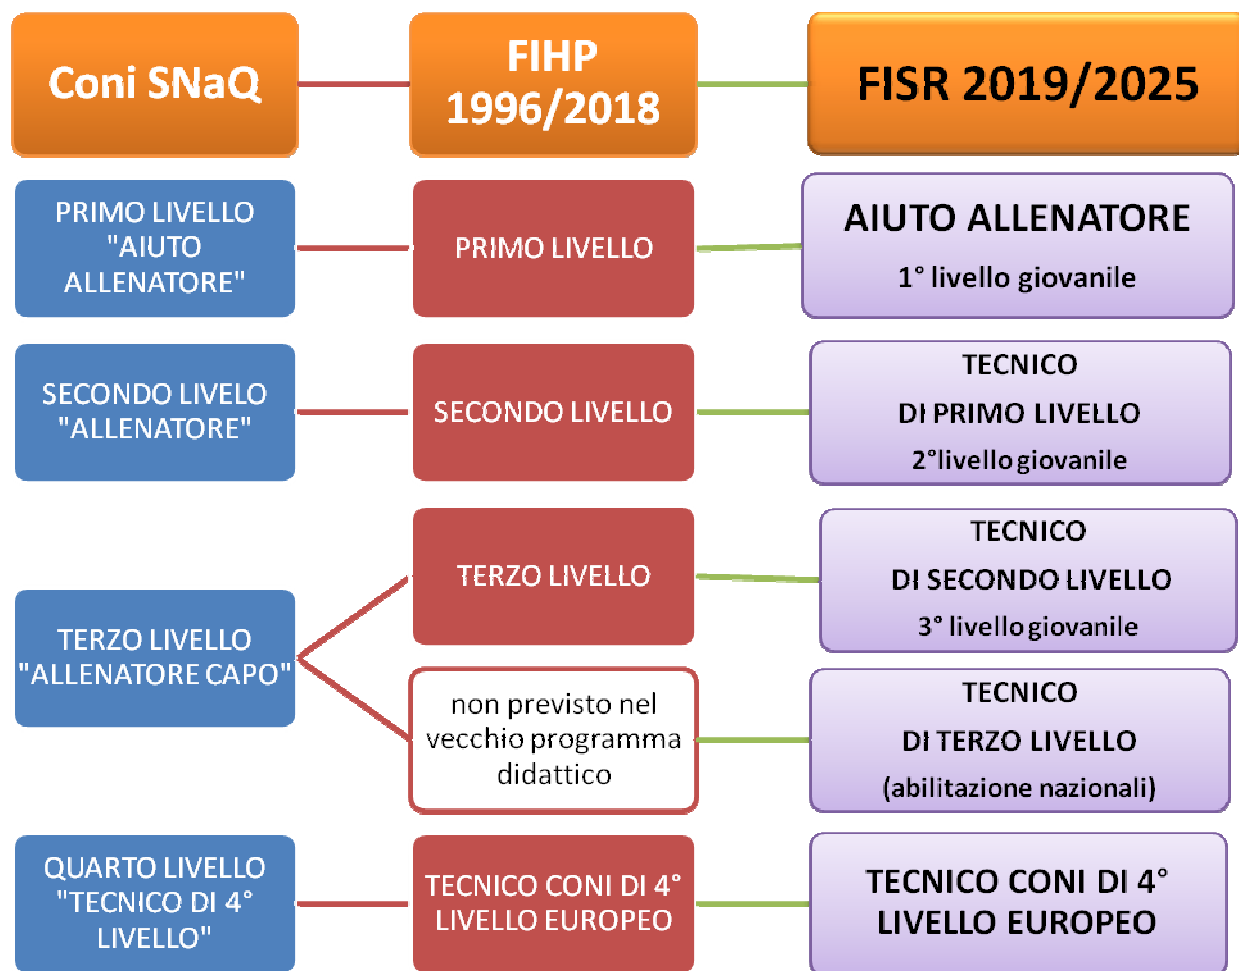 Coni SNaQ
FIHP
1996/2018
FISR 2019/2025
PRIMO LIVELLO
"AIUTO
ALLENATORE"
PRIMO LIVELLO
AIUTO ALLENATORE
1° livello giovanile
SECONDO LIVELO
"ALLENATORE"
SECONDO LIVELLO
TECNICO
DI PRIMO LIVELLO
2°livello giovanile
TERZO LIVELLO
"ALLENATORE CAPO"
TERZO LIVELLO
TECNICO
DI SECONDO LIVELLO
3° livello giovanile
non previsto nel
vecchio programma
didattico
TECNICO
DI TERZO LIVELLO
(abilitazione nazionali)
QUARTO LIVELLO
"TECNICO DI 4°
LIVELLO"
TECNICO CONI DI 4°
LIVELLO EUROPEO
TECNICO CONI DI 4°
LIVELLO EUROPEO